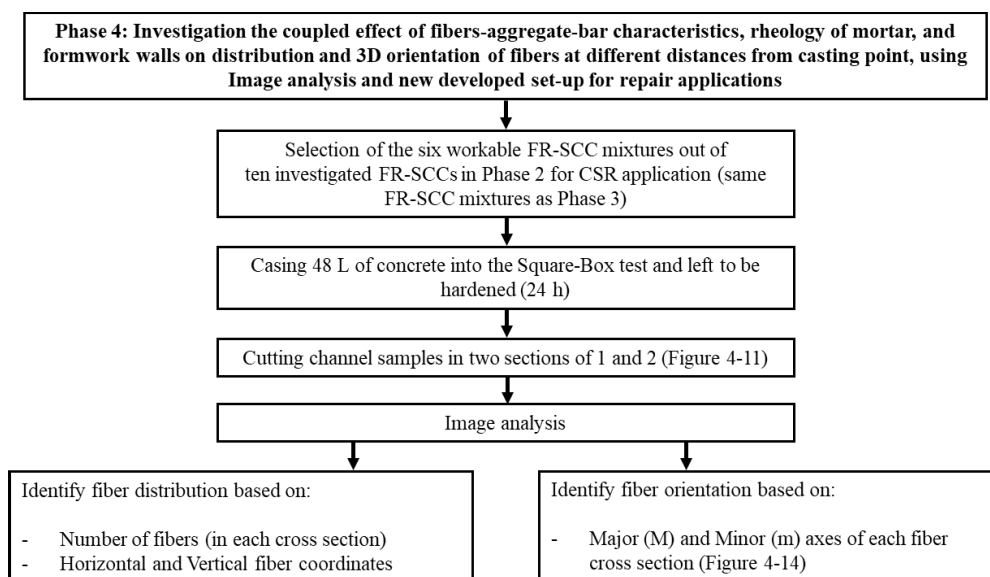 Phase 4: Investigation the coupled effect of fibers-aggregate-bar characteristics, rheology of mortar, and
formwork walls on distribution and 3D orientation of fibers at different distances from casting point, using
Image analysis and new developed set-up for repair applications
Selection of the six workable FR-SCC mixtures out of
ten investigated FR-SCCs in Phase 2 for CSR application (same
FR-SCC mixtures as Phase 3)
Casing 48 L of concrete into the Square-Box test and left to be
hardened (24 h)
Cutting channel samples in two sections of 1 and 2 (Figure 4-11)
Image analysis
Identify fiber distribution based on:
- Number of fibers (in each cross section)
- Horizontal and Vertical fiber coordinates
Identify fiber orientation based on:
- Major (M) and Minor (m) axes of each fiber
cross section (Figure 4-14)